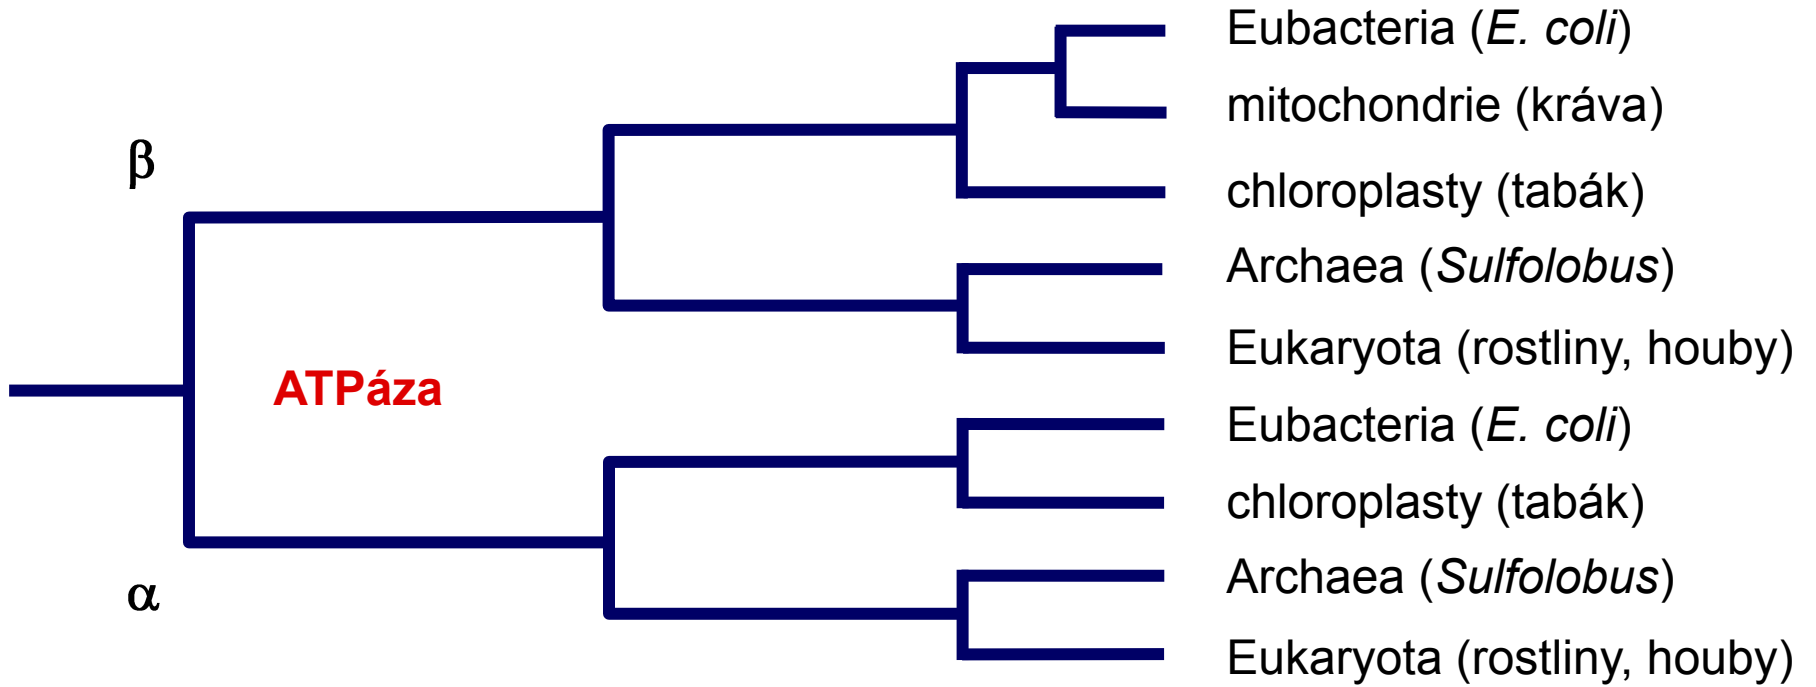 Eubacteria (E. coli)
mitochondrie (kráva)
β
chloroplasty (tabák)
Archaea (Sulfolobus)
Eukaryota (rostliny, houby)
ATPáza
Eubacteria (E. coli)
chloroplasty (tabák)
Archaea (Sulfolobus)
α
Eukaryota (rostliny, houby)